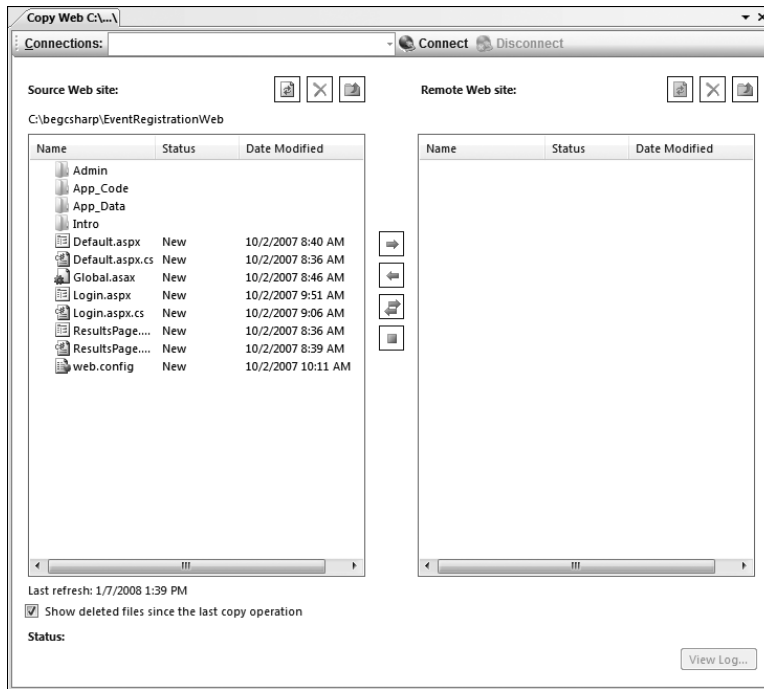 Copy Web C:\...\
Connections:
Connect
Disconnect
Source Web site:
Remote Web site:
C:\begcsharp\EventRegistrationWeb
Name Status Date Modified
Name Status Date Modified
Admin
App_Code
App_Data
Intro
Default.aspx New 10/2/2007 8:40 AM
Default.aspx.cs New 10/2/2007 8:36 AM
Global.asax New 10/2/2007 8:46 AM
Login.aspx New 10/2/2007 9:51 AM
Login.aspx.cs New 10/2/2007 9:06 AM
ResultsPage.... New 10/2/2007 8:36 AM
ResultsPage.... New 10/2/2007 8:39 AM
web.config New 10/2/2007 10:11 AM
Last refresh: 1/7/2008 1:39 PM
Show deleted files since the last copy operation
Status:
View Log...